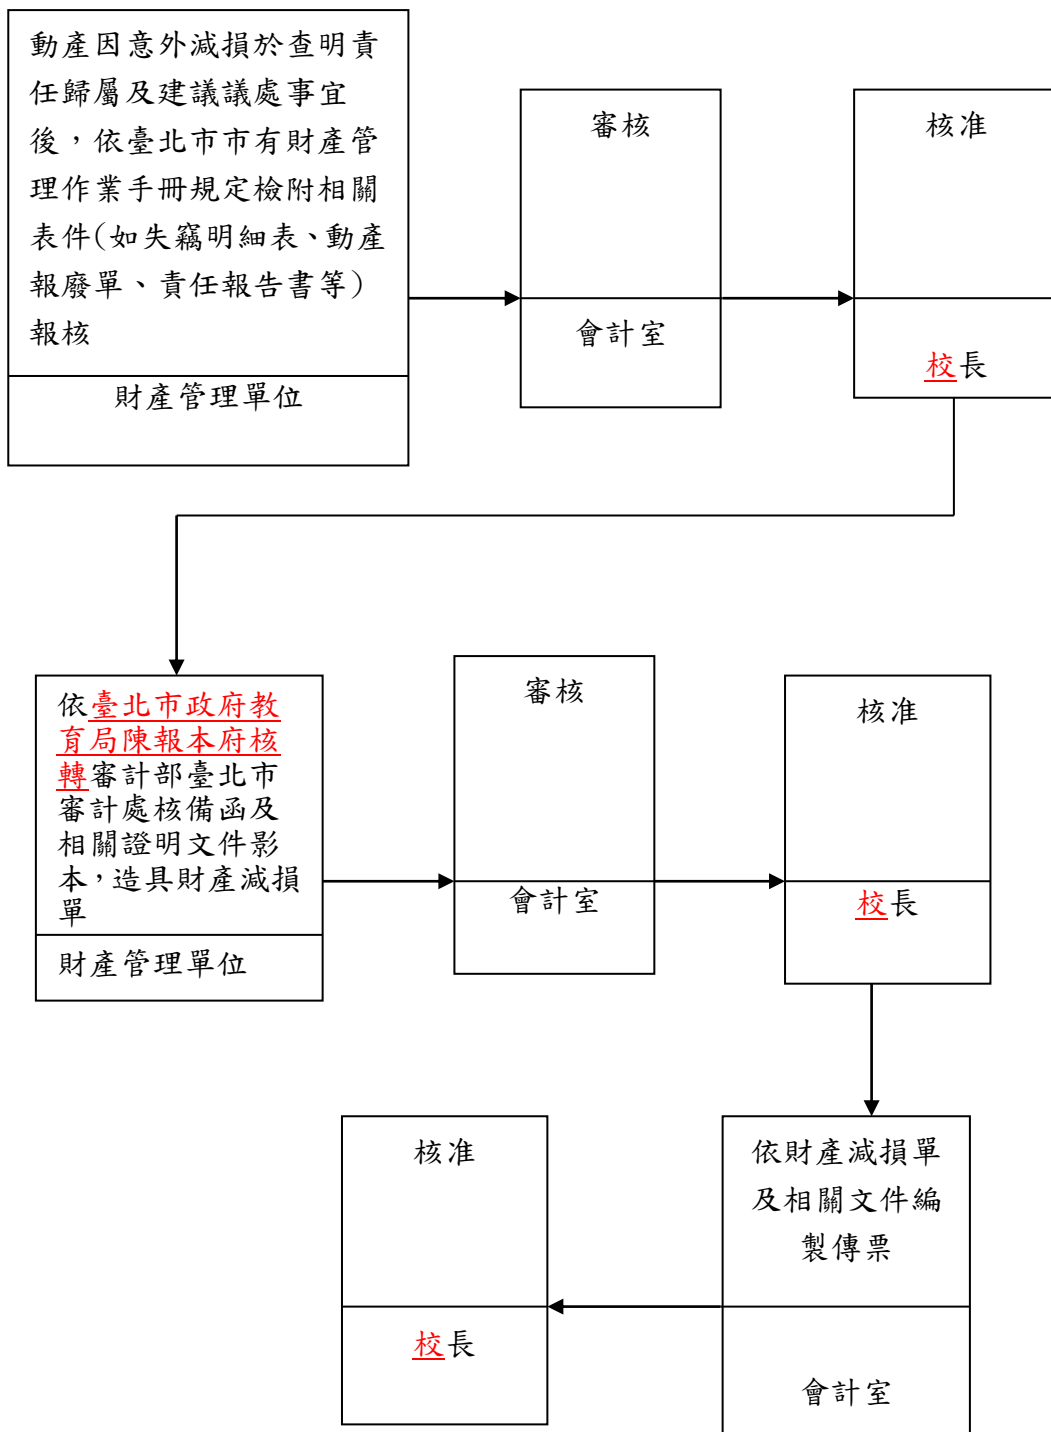 動產因意外減損於查明責
任歸屬及建議議處事宜
後，依臺北市市有財產管
理作業手冊規定檢附相關
表件(如失竊明細表、動產
報廢單、責任報告書等)
報核
財產管理單位
審核
會計室
核准
校長
依臺北市政府教
育局陳報本府核
轉審計部臺北市
審計處核備函及
相關證明文件影
本，造具財產減損
單
財產管理單位
審核
會計室
核准
校長
依財產減損單
及相關文件編
製傳票
會計室
核准
校長